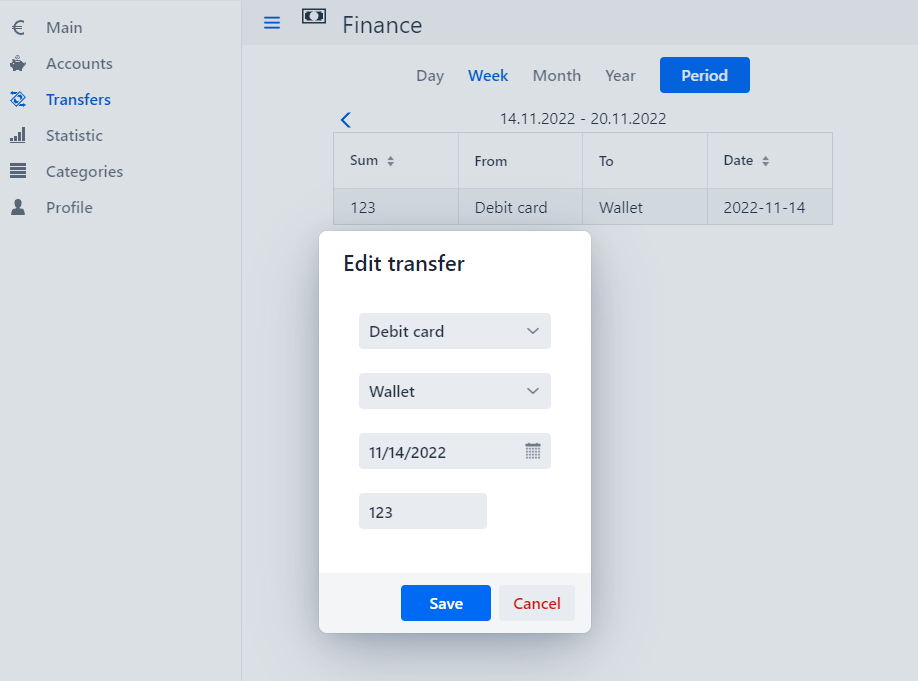 Main
Accounts
Transfers
Statistic
Categories
Profile
Finance
Day Week Month Year Period
14.11.2022 - 20.11.2022
Sum From To Date
123 Debit card Wallet 2022-11-14
Edit transfer
Debit card
Wallet
11/14/2022
123
Save Cancel